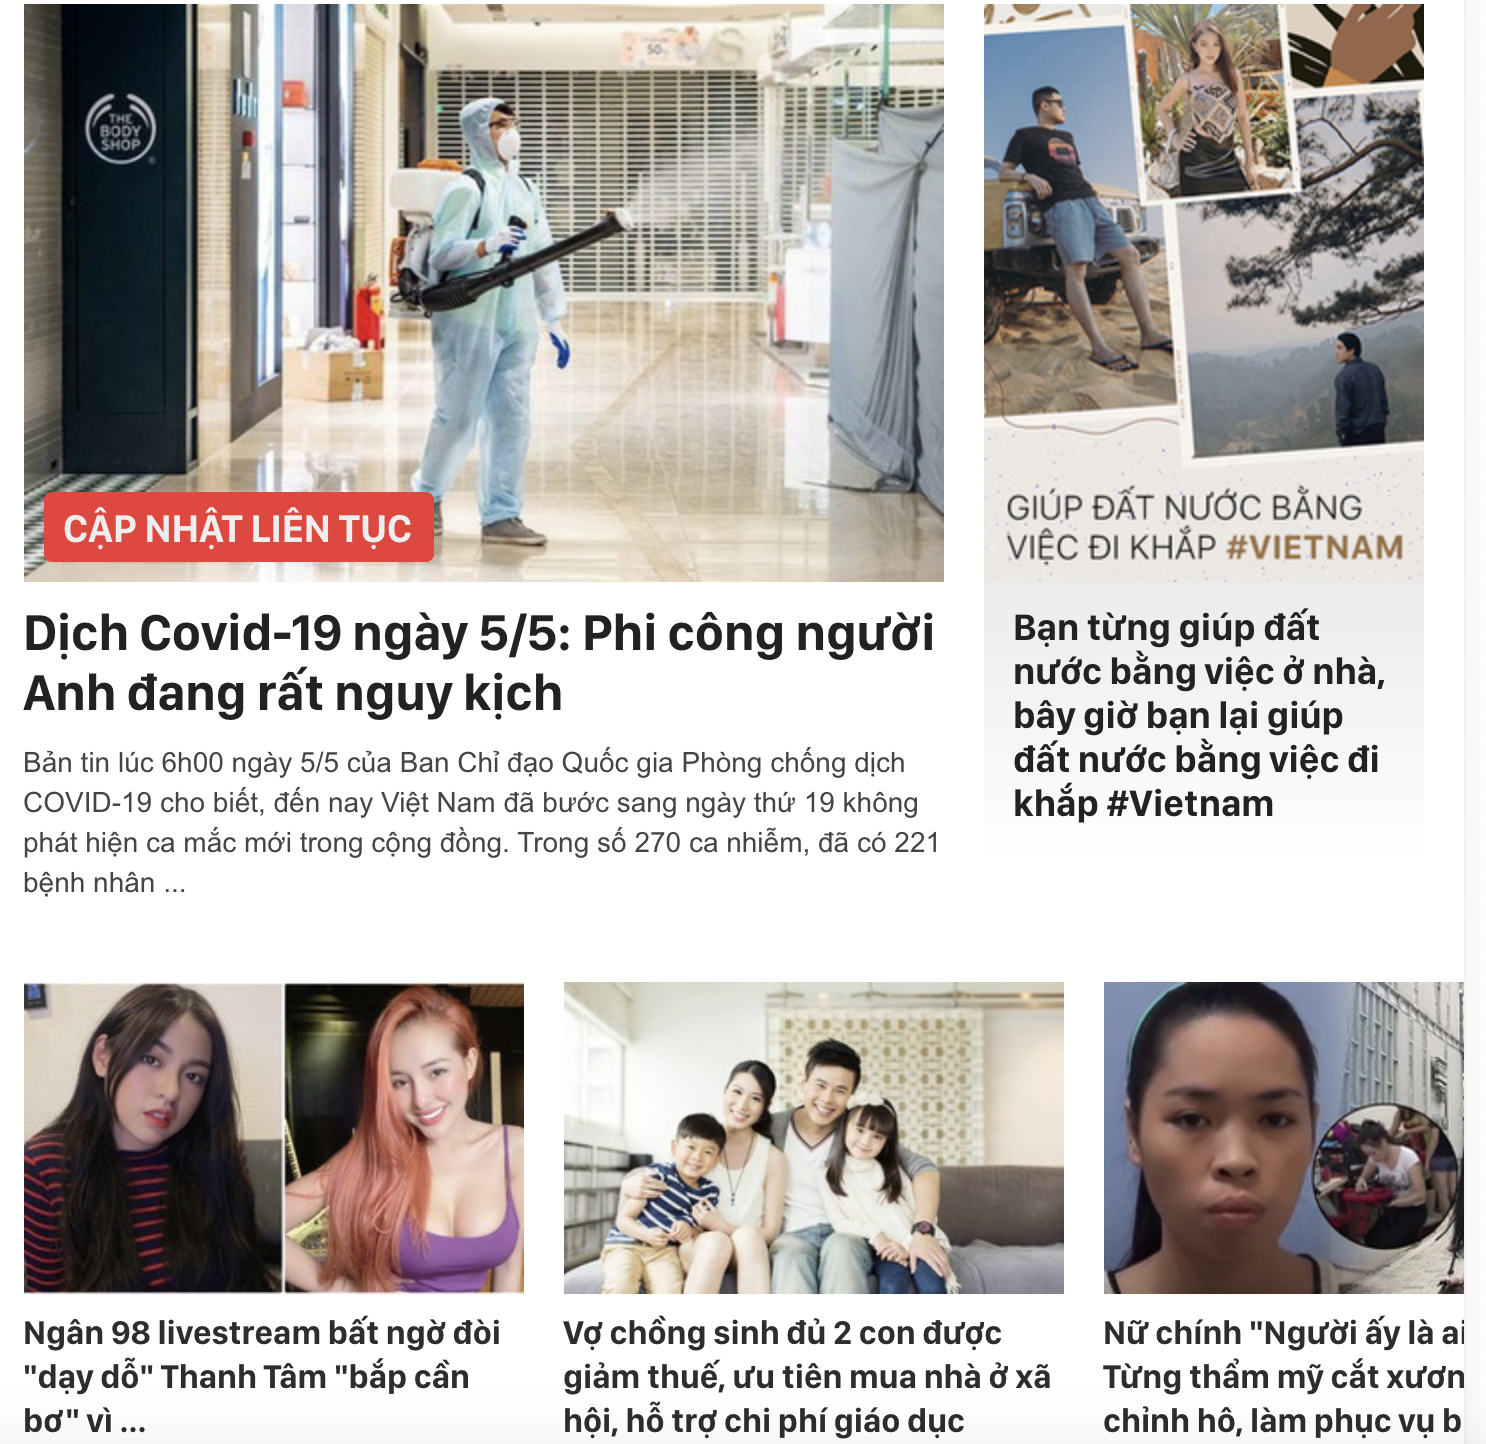 THE
BODY
SHOP
50%
CẬP NHẬT LIÊN TỤC
Dịch Covid-19 ngày 5/5: Phi công người
Anh đang rất nguy kịch
Bản tin lúc 6h00 ngày 5/5 của Ban Chỉ đạo Quốc gia Phòng chống dịch
COVID-19 cho biết, đến nay Việt Nam đã bước sang ngày thứ 19 không
phát hiện ca mắc mới trong cộng đồng. Trong số 270 ca nhiễm, đã có 221
bệnh nhân ...
GIÚP ĐẤT NƯỚC BẰNG
VIỆC ĐI KHẮP #VIETNAM
Bạn từng giúp đất
nước bằng việc ở nhà,
bây giờ bạn lại giúp
đất nước bằng việc đi
khắp #Vietnam
Ngân 98 livestream bất ngờ đòi
"dạy dỗ" Thanh Tâm "bắp cần
bơ" vì ...
Vợ chồng sinh đủ 2 con được
giảm thuế, ưu tiên mua nhà ở xã
hội, hỗ trợ chi phí giáo dục
Nữ chính "Người ấy là ai
Từng thẩm mỹ cắt xươn
chỉnh hô, làm phục vụ b